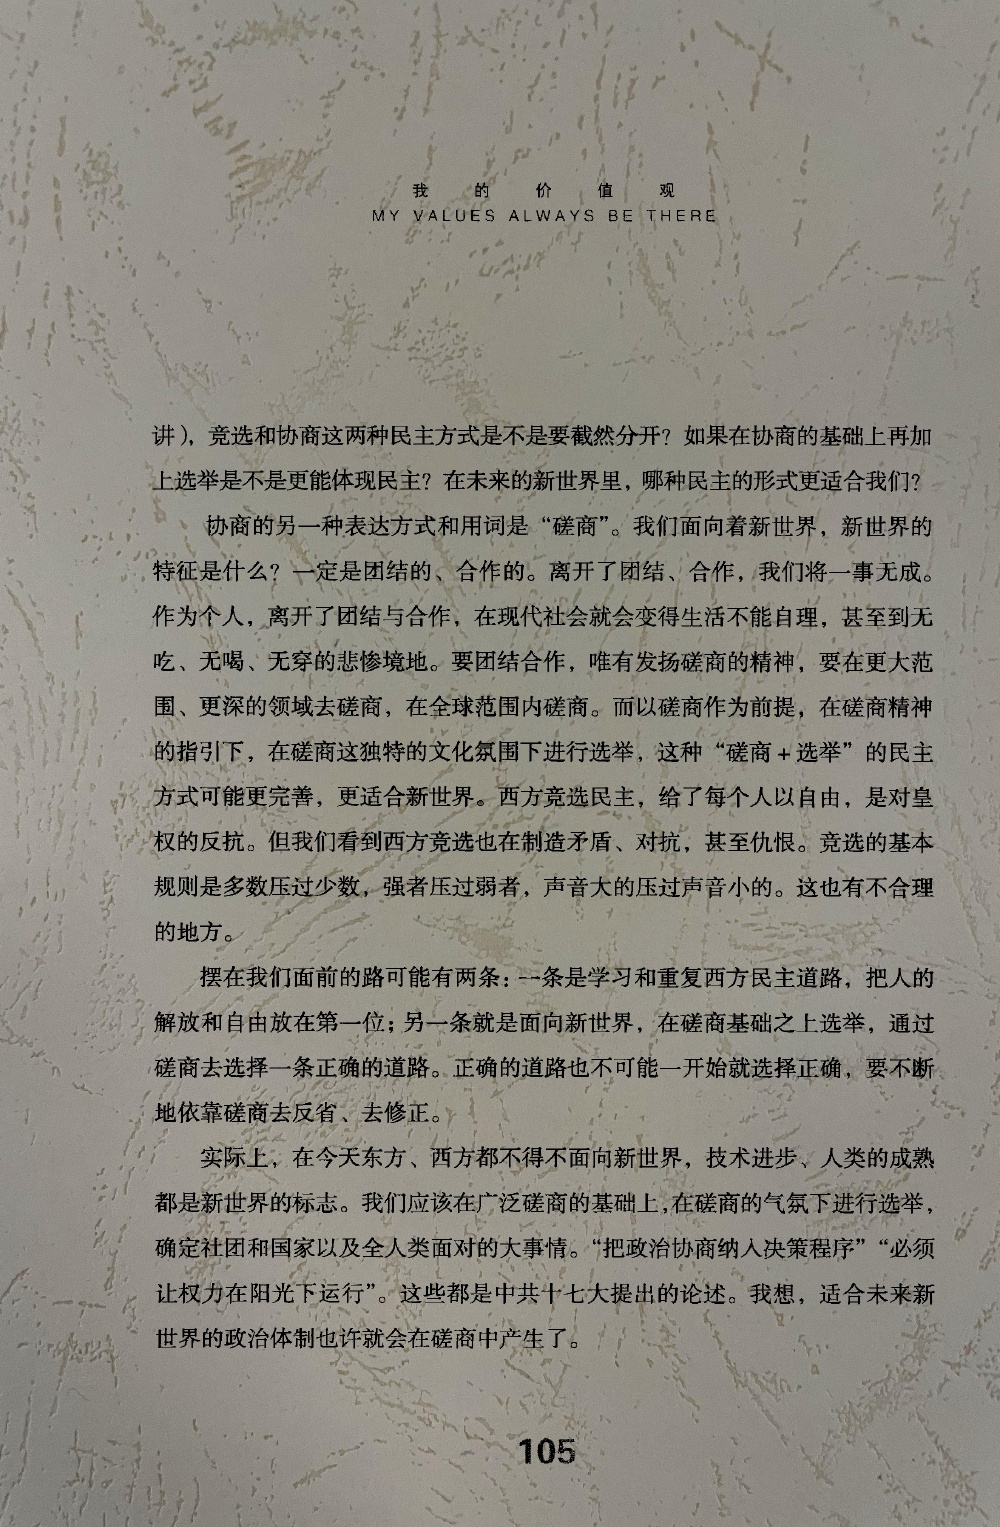 我的价值观
MY VALUES ALWAYS BE THERE
讲），竞选和协商这两种民主方式是不是要截然分开？如果在协商的基础上再加
上选举是不是更能体现民主？在未来的新世界里，哪种民主的形式更适合我们？
协商的另一种表达方式和用词是“磋商”。我们面向着新世界，新世界的
特征是什么？一定是团结的、合作的。离开了团结、合作，我们将一事无成。
作为个人，离开了团结与合作，在现代社会就会变得生活不能自理，甚至到无
吃、无喝、无穿的悲惨境地。要团结合作，唯有发扬磋商的精神，要在更大范
围、更深的领域去磋商，在全球范围内磋商。而以磋商作为前提，在磋商精神
的指引下，在磋商这独特的文化氛围下进行选举，这种“磋商＋选举”的民主
方式可能更完善，更适合新世界。西方竞选民主，给了每个人以自由，是对皇
权的反抗。但我们看到西方竞选也在制造矛盾、对抗，甚至仇恨。竞选的基本
规则是多数压过少数，强者压过弱者，声音大的压过声音小的。这也有不合理
的地方。
摆在我们面前的路可能有两条：一条是学习和重复西方民主道路，把人的
解放和自由放在第一位；另一条就是面向新世界，在磋商基础之上选举，通过
磋商去选择一条正确的道路。正确的道路也不可能一开始就选择正确，要不断
地依靠磋商去反省、去修正。
实际上，在今天东方、西方都不得不面向新世界，技术进步、人类的成熟
都是新世界的标志。我们应该在广泛磋商的基础上，在磋商的气氛下进行选举，
确定社团和国家以及全人类面对的大事情。“把政治协商纳入决策程序”“必须
让权力在阳光下运行”。这些都是中共十七大提出的论述。我想，适合未来新
世界的政治体制也许就会在磋商中产生了。
105